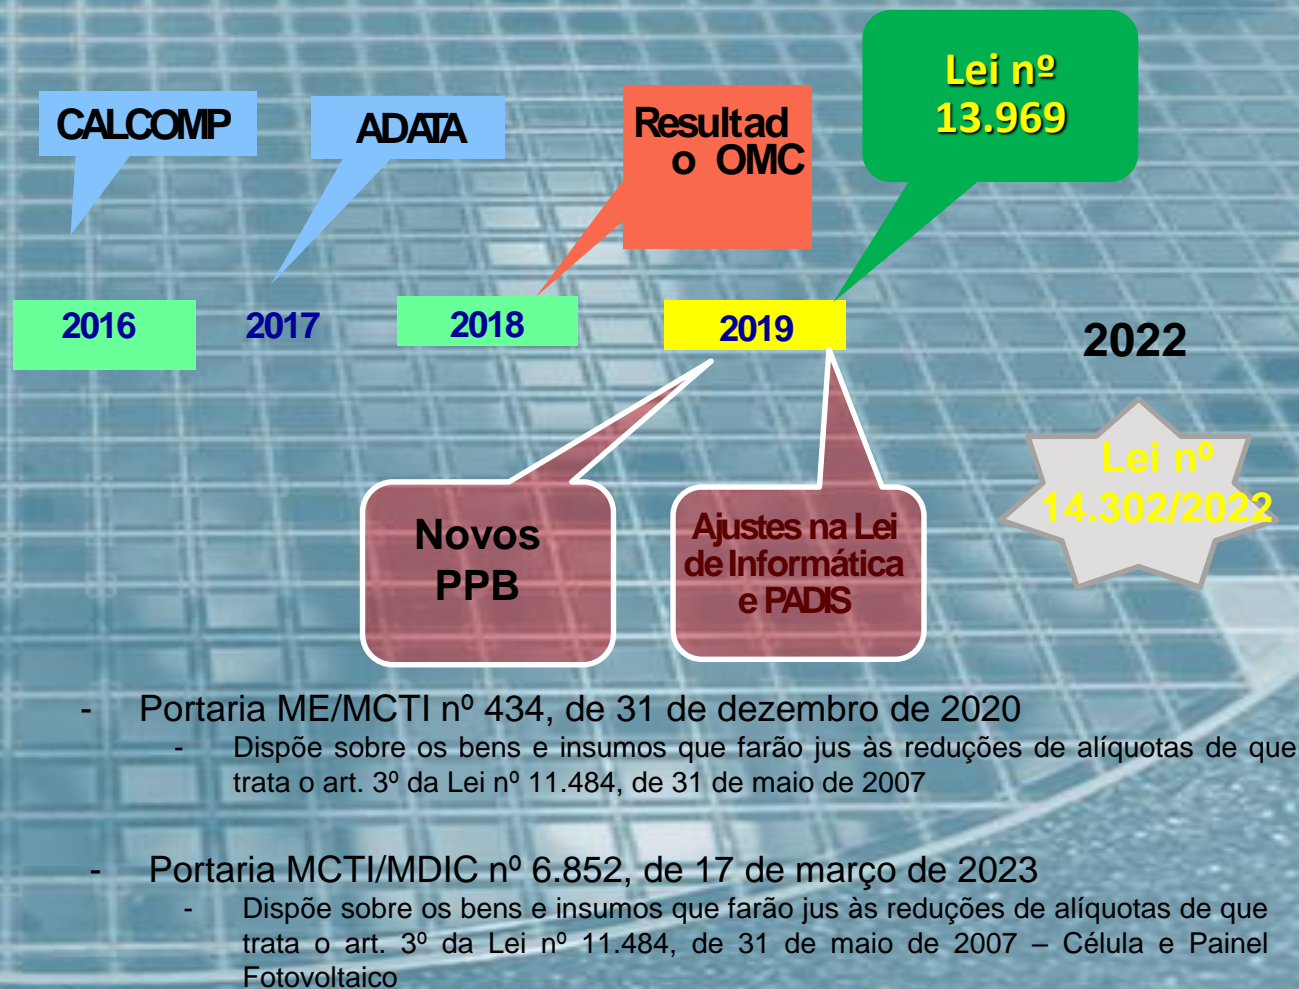 CALCOMP
ADATA
Resultad
o OMC
Lei nº
13.969
2016
2017
2018
2019
2022
Lei nº
14.302/2022
Novos
PPB
Ajustes na Lei
de Informática
e PADIS
- Portaria ME/MCTI nº 434, de 31 de dezembro de 2020
- Dispõe sobre os bens e insumos que farão jus às reduções de alíquotas de que
trata o art. 3º da Lei nº 11.484, de 31 de maio de 2007
- Portaria MCTI/MDIC nº 6.852, de 17 de março de 2023
- Dispõe sobre os bens e insumos que farão jus às reduções de alíquotas de que
trata o art. 3º da Lei nº 11.484, de 31 de maio de 2007 – Célula e Painel
Fotovoltaico